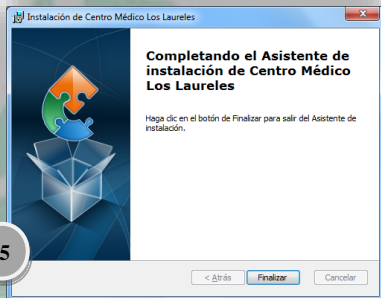 Instalación de Centro Médico Los Laureles
Completando el Asistente de
instalación de Centro Médico
Los Laureles
Haga clic en el botón de Finalizar para salir del Asistente de
instalación.
5
< Atrás
Finalizar
Cancelar